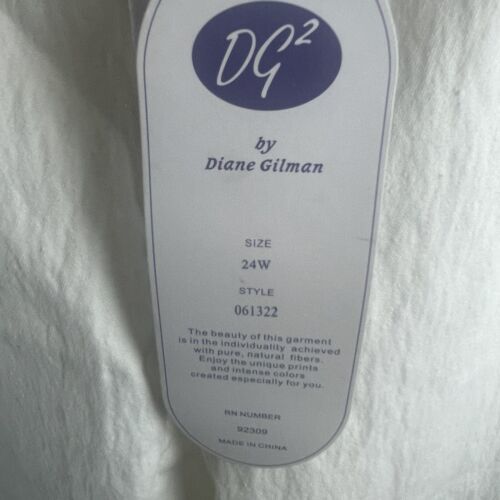 DG²
by
Diane Gilman
SIZE
24W
STYLE
061322
The beauty of this garment
is in the individuality achieved
with pure, natural fibers.
Enjoy the unique prints
and intense colors
created especially for you.
RN NUMBER
92309
MADE IN CHINA